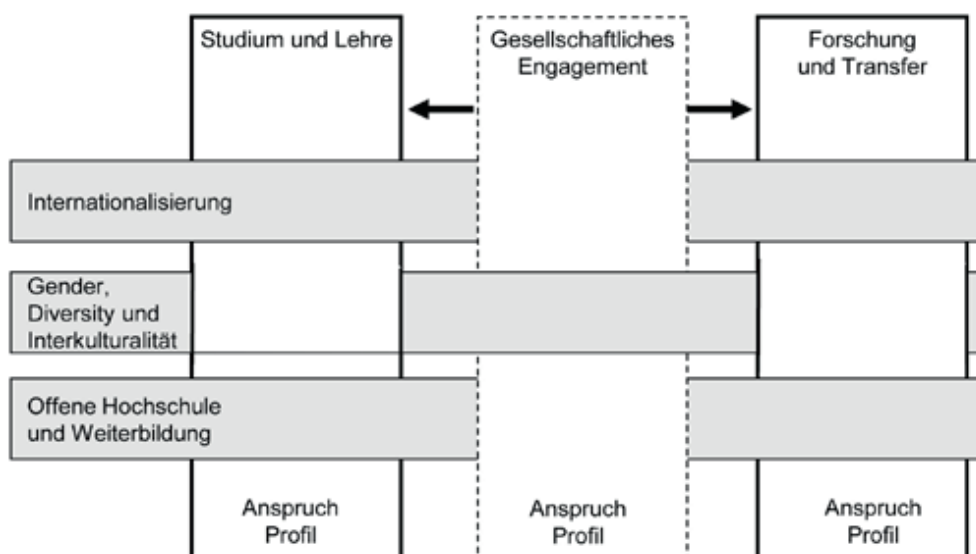 Studium und Lehre
Gesellschaftliches
Engagement
Forschung
und Transfer
Internationalisierung
Gender,
Diversity und
Interkulturalität
Offene Hochschule
und Weiterbildung
Anspruch
Profil
Anspruch
Profil
Anspruch
Profil